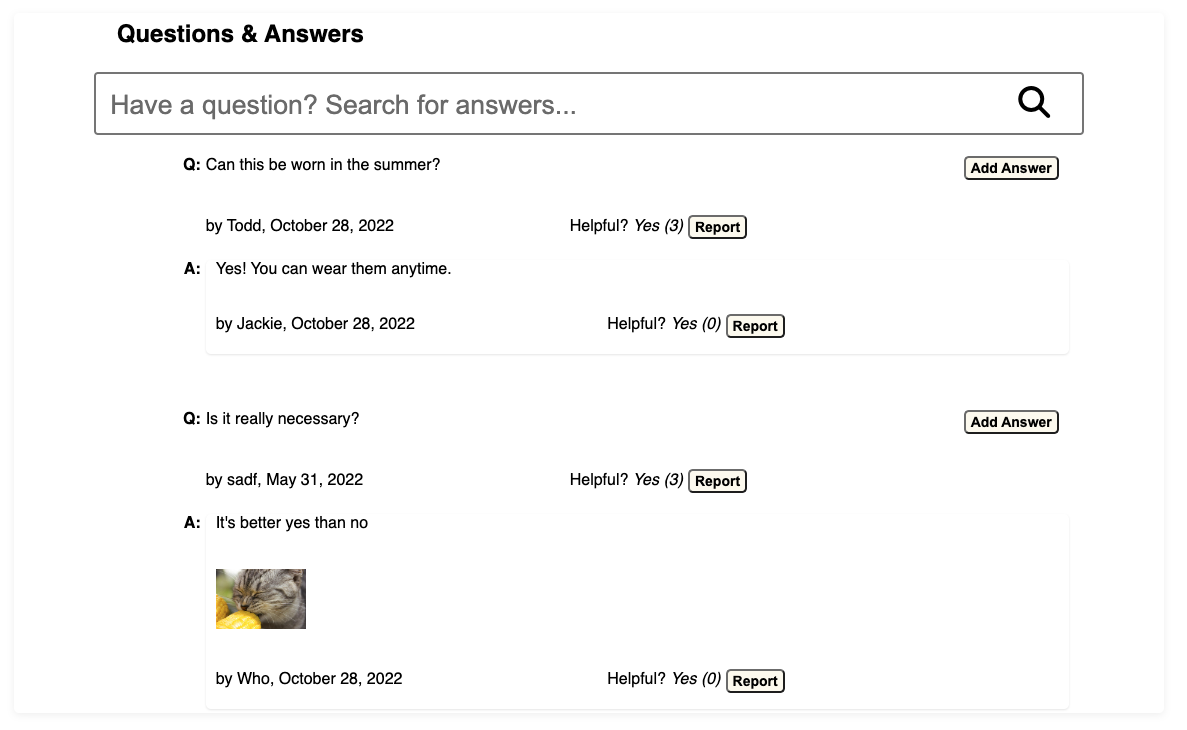 Questions & Answers
Have a question? Search for answers...
Q: Can this be worn in the summer? Add Answer
by Todd, October 28, 2022 Helpful? Yes (3) Report
A: Yes! You can wear them anytime.
by Jackie, October 28, 2022 Helpful? Yes (0) Report
Q: Is it really necessary? Add Answer
by sadf, May 31, 2022 Helpful? Yes (3) Report
A: It's better yes than no
by Who, October 28, 2022 Helpful? Yes (0) Report